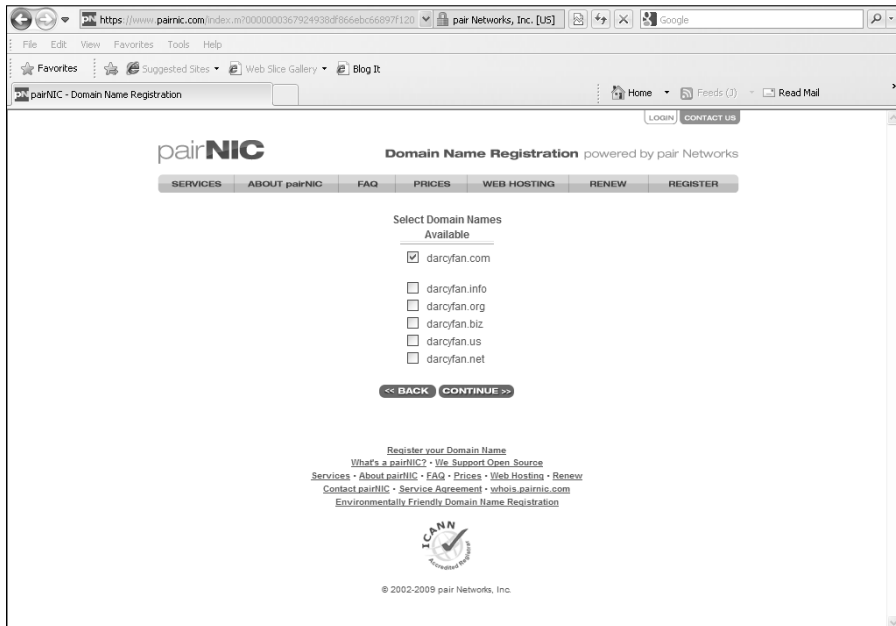 https://www.pairnic.com/index.m?0000000367924938df866ebc66897f120
pair Networks, Inc. [US]
Google
File Edit View Favorites Tools Help
Favorites Suggested Sites Web Slice Gallery Blog It
pN pairNIC - Domain Name Registration
Home Feeds (J) Read Mail
LOGIN CONTACT US
pairNIC Domain Name Registration powered by pair Networks
SERVICES ABOUT pairNIC FAQ PRICES WEB HOSTING RENEW REGISTER
Select Domain Names
Available
darcyfan.com
darcyfan.info
darcyfan.org
darcyfan.biz
darcyfan.us
darcyfan.net
<< BACK CONTINUE >>
Register your Domain Name
What's a pairNIC? • We Support Open Source
Services • About pairNIC • FAQ • Prices • Web Hosting • Renew
Contact pairNIC • Service Agreement • whois.pairnic.com
Environmentally Friendly Domain Name Registration
ICANN
Accredited Registrar
© 2002-2009 pair Networks, Inc.